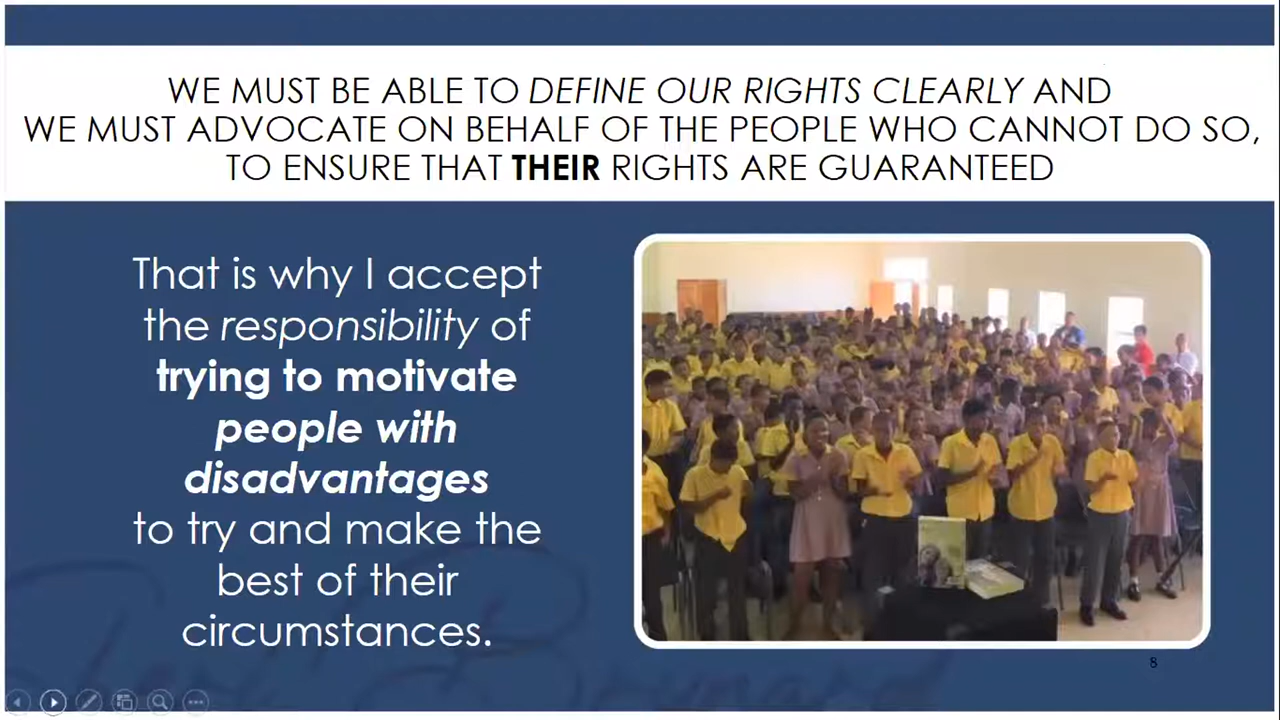 WE MUST BE ABLE TO DEFINE OUR RIGHTS CLEARLY AND
WE MUST ADVOCATE ON BEHALF OF THE PEOPLE WHO CANNOT DO SO,
TO ENSURE THAT THEIR RIGHTS ARE GUARANTEED
That is why I accept
the responsibility of
trying to motivate
people with
disadvantages
to try and make the
best of their
circumstances.
8